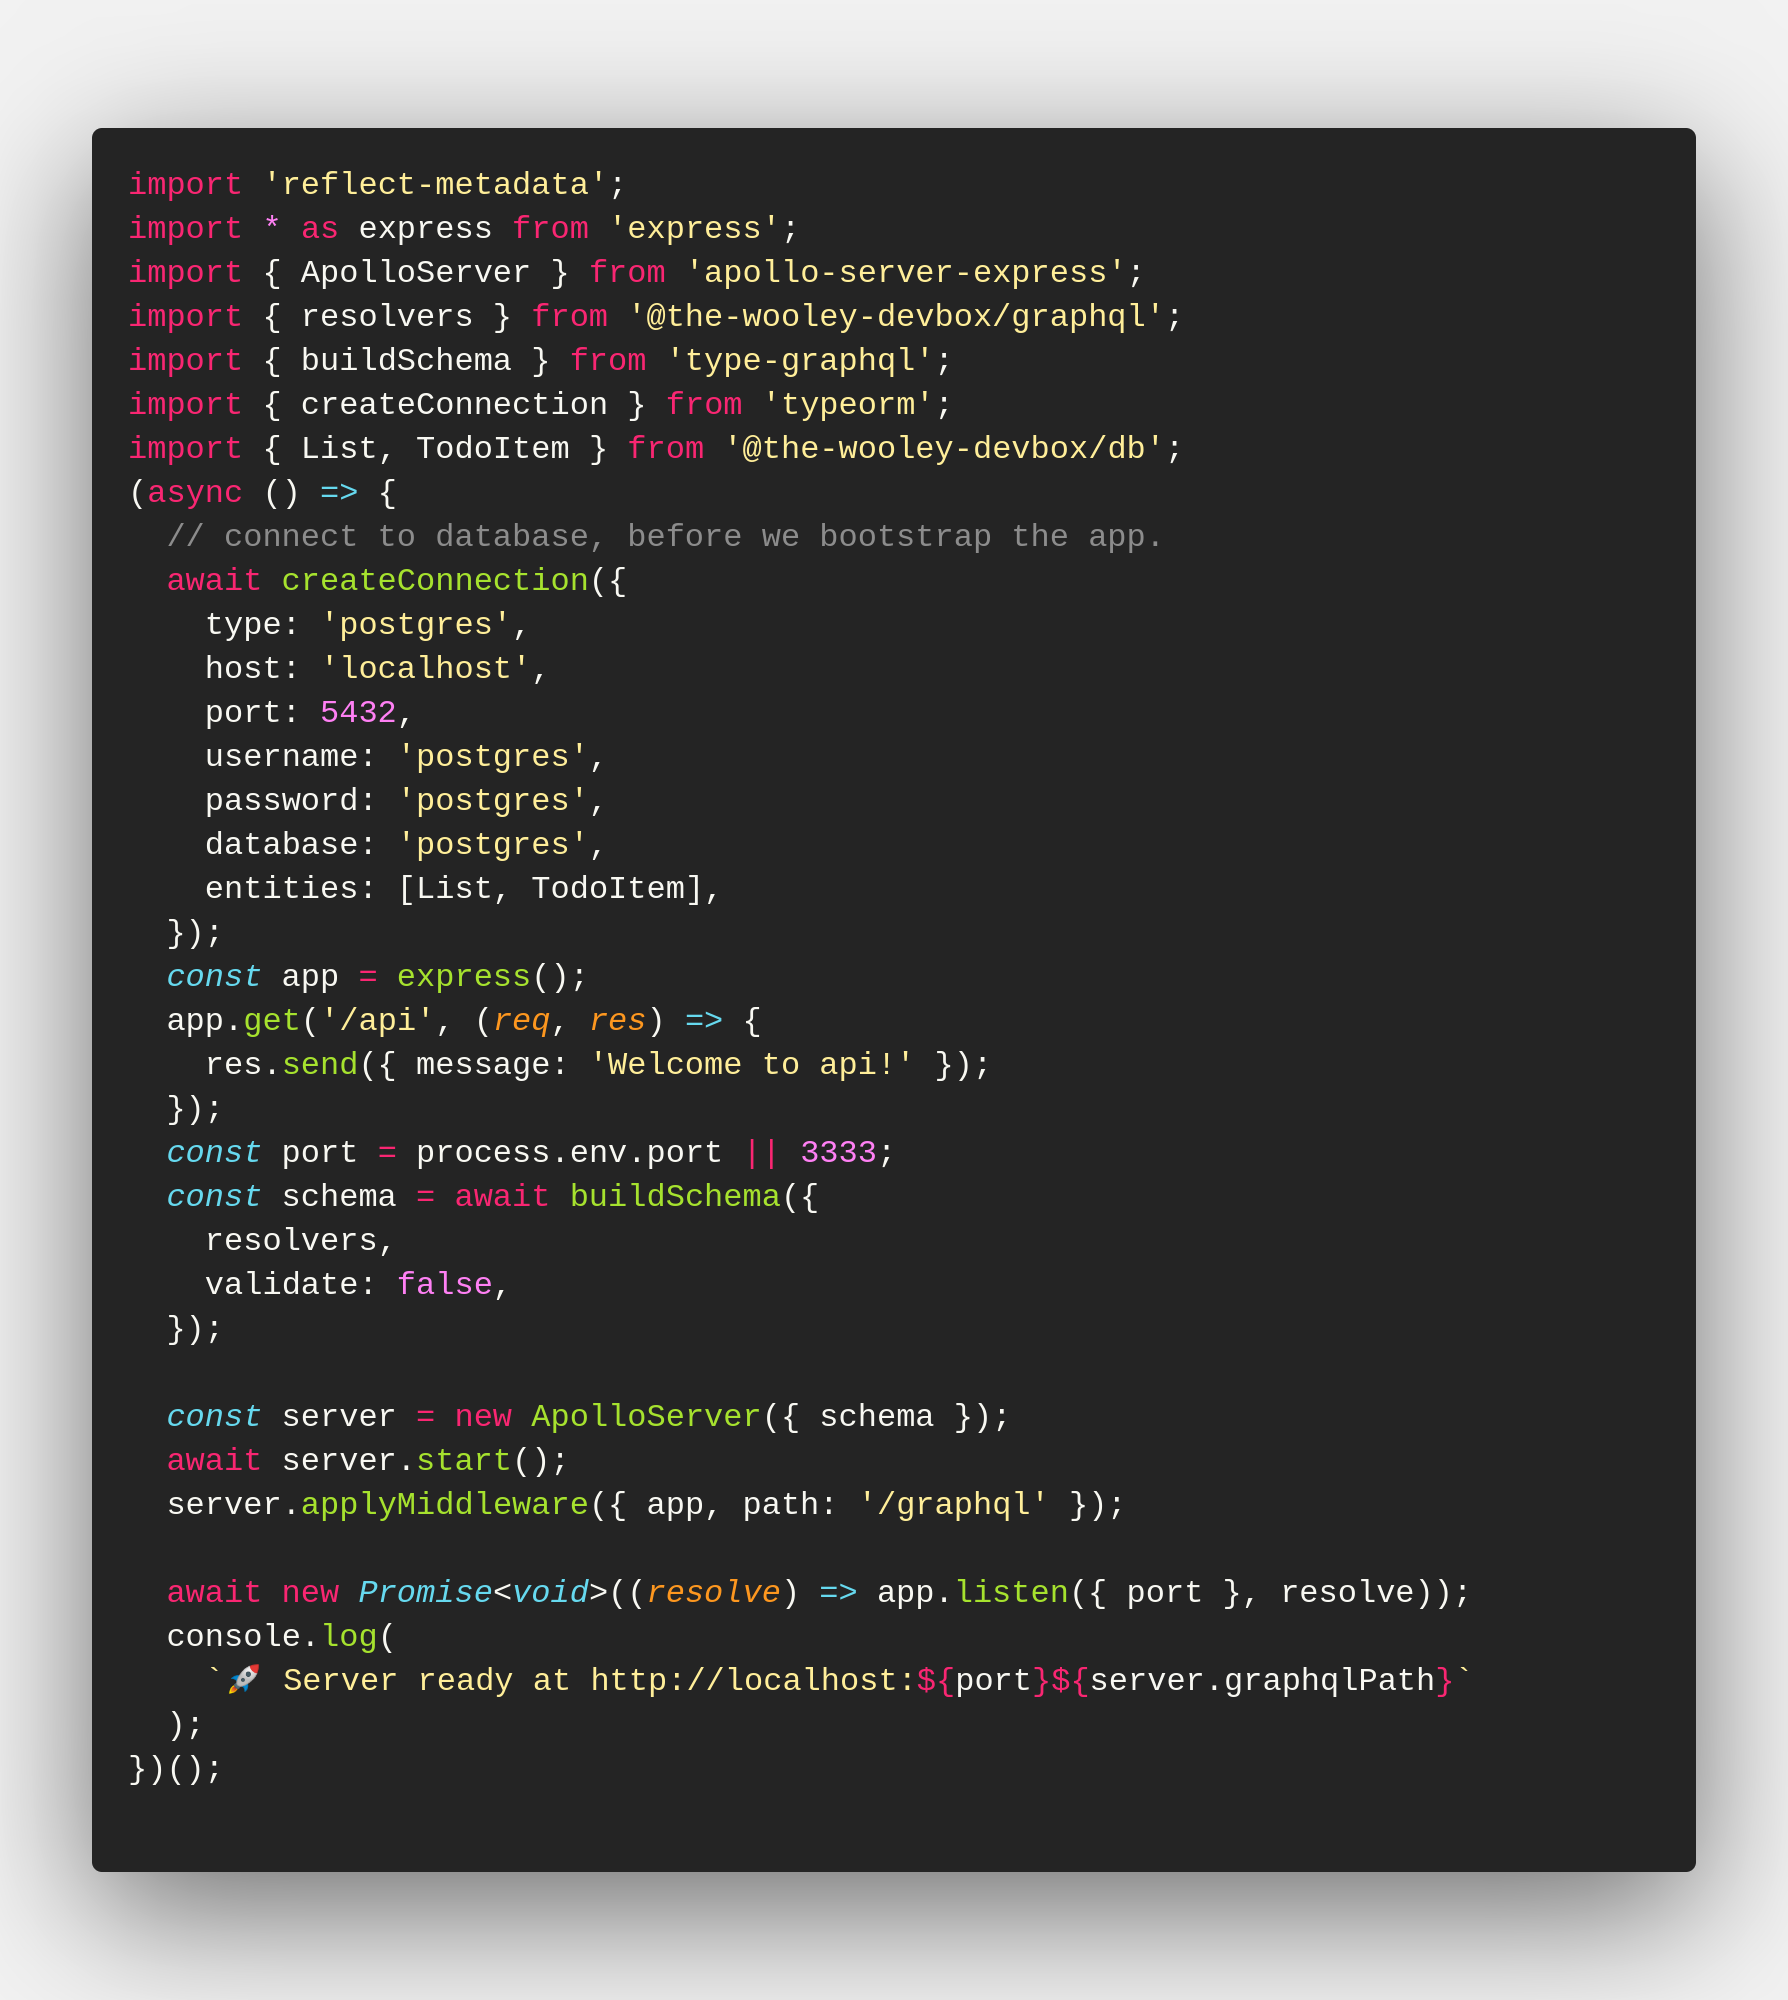 import 'reflect-metadata';
import * as express from 'express';
import { ApolloServer } from 'apollo-server-express';
import { resolvers } from '@the-wooley-devbox/graphql';
import { buildSchema } from 'type-graphql';
import { createConnection } from 'typeorm';
import { List, TodoItem } from '@the-wooley-devbox/db';
(async () => {
  // connect to database, before we bootstrap the app.
  await createConnection({
    type: 'postgres',
    host: 'localhost',
    port: 5432,
    username: 'postgres',
    password: 'postgres',
    database: 'postgres',
    entities: [List, TodoItem],
  });
  const app = express();
  app.get('/api', (req, res) => {
    res.send({ message: 'Welcome to api!' });
  });
  const port = process.env.port || 3333;
  const schema = await buildSchema({
    resolvers,
    validate: false,
  });

  const server = new ApolloServer({ schema });
  await server.start();
  server.applyMiddleware({ app, path: '/graphql' });

  await new Promise<void>((resolve) => app.listen({ port }, resolve));
  console.log(
    `🚀 Server ready at http://localhost:${port}${server.graphqlPath}`
  );
})();